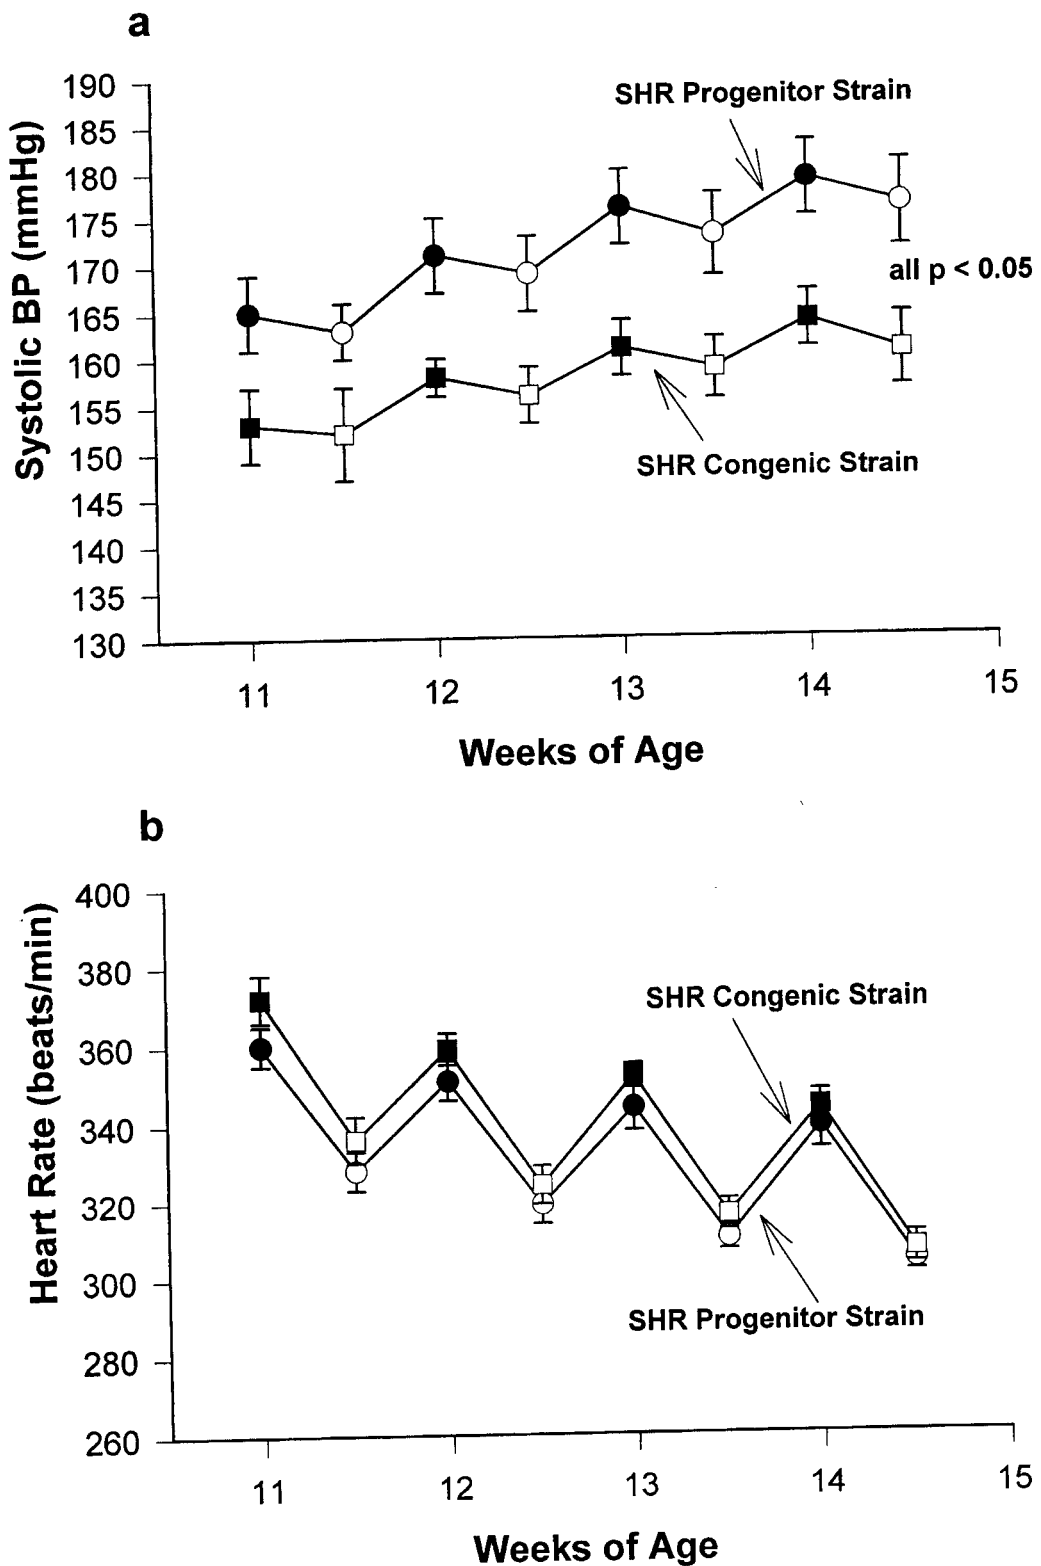 a
190
SHR Progenitor Strain
185
180
175
170
all p < 0.05
165
160
155
150
SHR Congenic Strain
145
140
135
130
11 12 13 14 15
Systolic BP (mmHg)
Weeks of Age
b
400
380
SHR Congenic Strain
360
340
320
300
SHR Progenitor Strain
280
260
11 12 13 14 15
Heart Rate (beats/min)
Weeks of Age